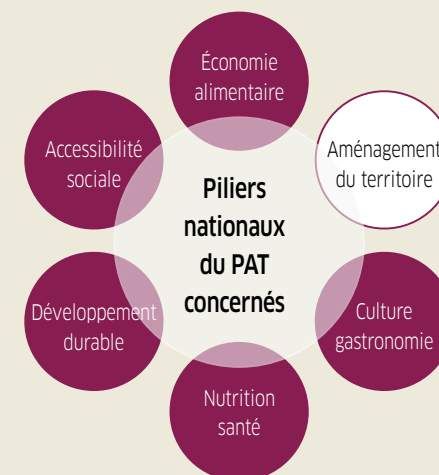 Économie
alimentaire
Aménagement
du territoire
Culture
gastronomie
Nutrition
santé
Développement
durable
Accessibilité
sociale
Piliers
nationaux
du PAT
concernés